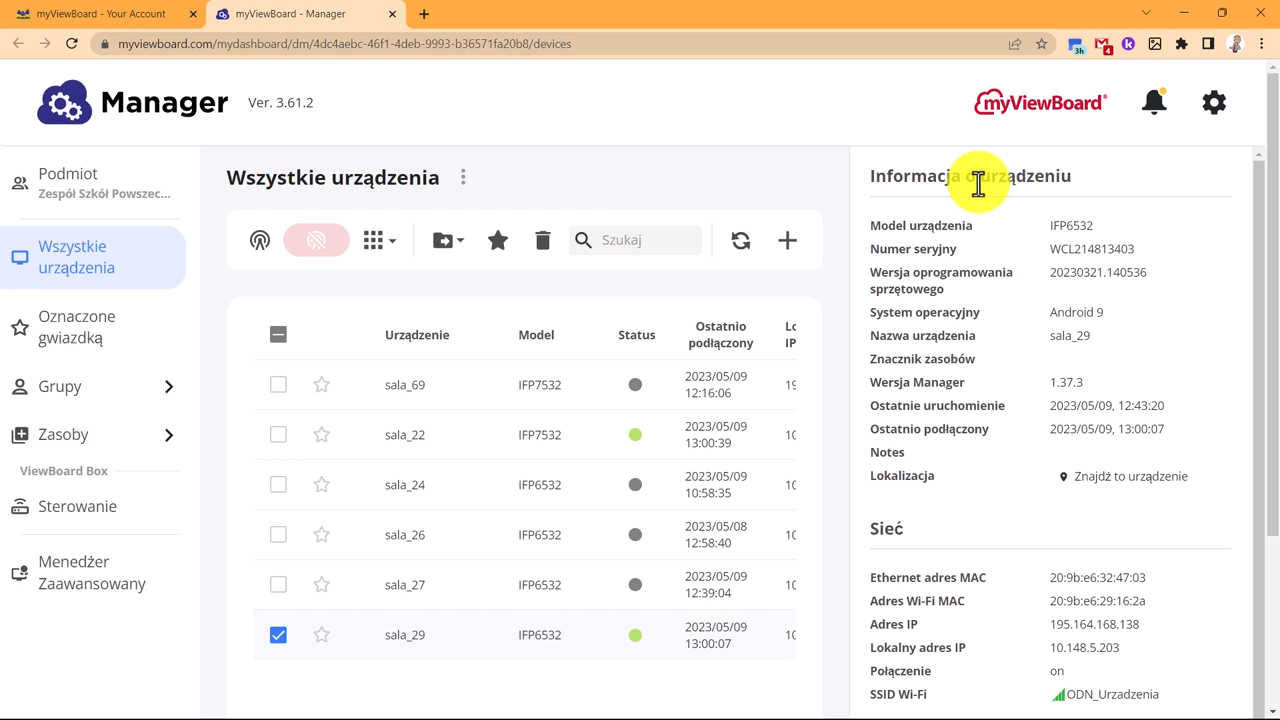 myViewBoard - Your Account
myViewBoard - Manager
myviewboard.com/mydashboard/dm/4dc4aebc-46f1-4deb-9993-b36571fa20b8/devices
3h
4
Manager
Ver. 3.61.2
myViewBoard
Podmiot
Zespół Szkół Powszec...
Wszystkie
urządzenia
Oznaczone
gwiazdką
Grupy
Zasoby
ViewBoard Box
Sterowanie
Menedżer
Zaawansowany
Wszystkie urządzenia
Szukaj
Urządzenie Model Status Ostatnio podłączony
sala_69 IFP7532 2023/05/09 12:16:06 19
sala_22 IFP7532 2023/05/09 13:00:39 10
sala_24 IFP6532 2023/05/09 10:58:35 10
sala_26 IFP6532 2023/05/08 12:58:40 10
sala_27 IFP6532 2023/05/09 12:39:04 10
sala_29 IFP6532 2023/05/09 13:00:07 10
Informacja o urządzeniu
Model urządzenia IFP6532
Numer seryjny WCL214813403
Wersja oprogramowania sprzętowego 20230321.140536
System operacyjny Android 9
Nazwa urządzenia sala_29
Znacznik zasobów
Wersja Manager 1.37.3
Ostatnie uruchomienie 2023/05/09, 12:43:20
Ostatnio podłączony 2023/05/09, 13:00:07
Notes
Lokalizacja Znajdź to urządzenie
Sieć
Ethernet adres MAC 20:9b:e6:32:47:03
Adres Wi-Fi MAC 20:9b:e6:29:16:2a
Adres IP 195.164.168.138
Lokalny adres IP 10.148.5.203
Połączenie on
SSID Wi-Fi ODN_Urzadzenia